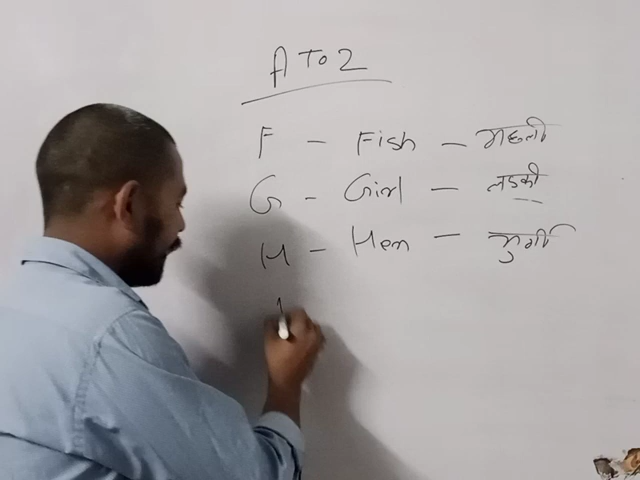 A To Z
F - Fish - मछली
G - Girl - लडकी
H - Hen - मुर्गी